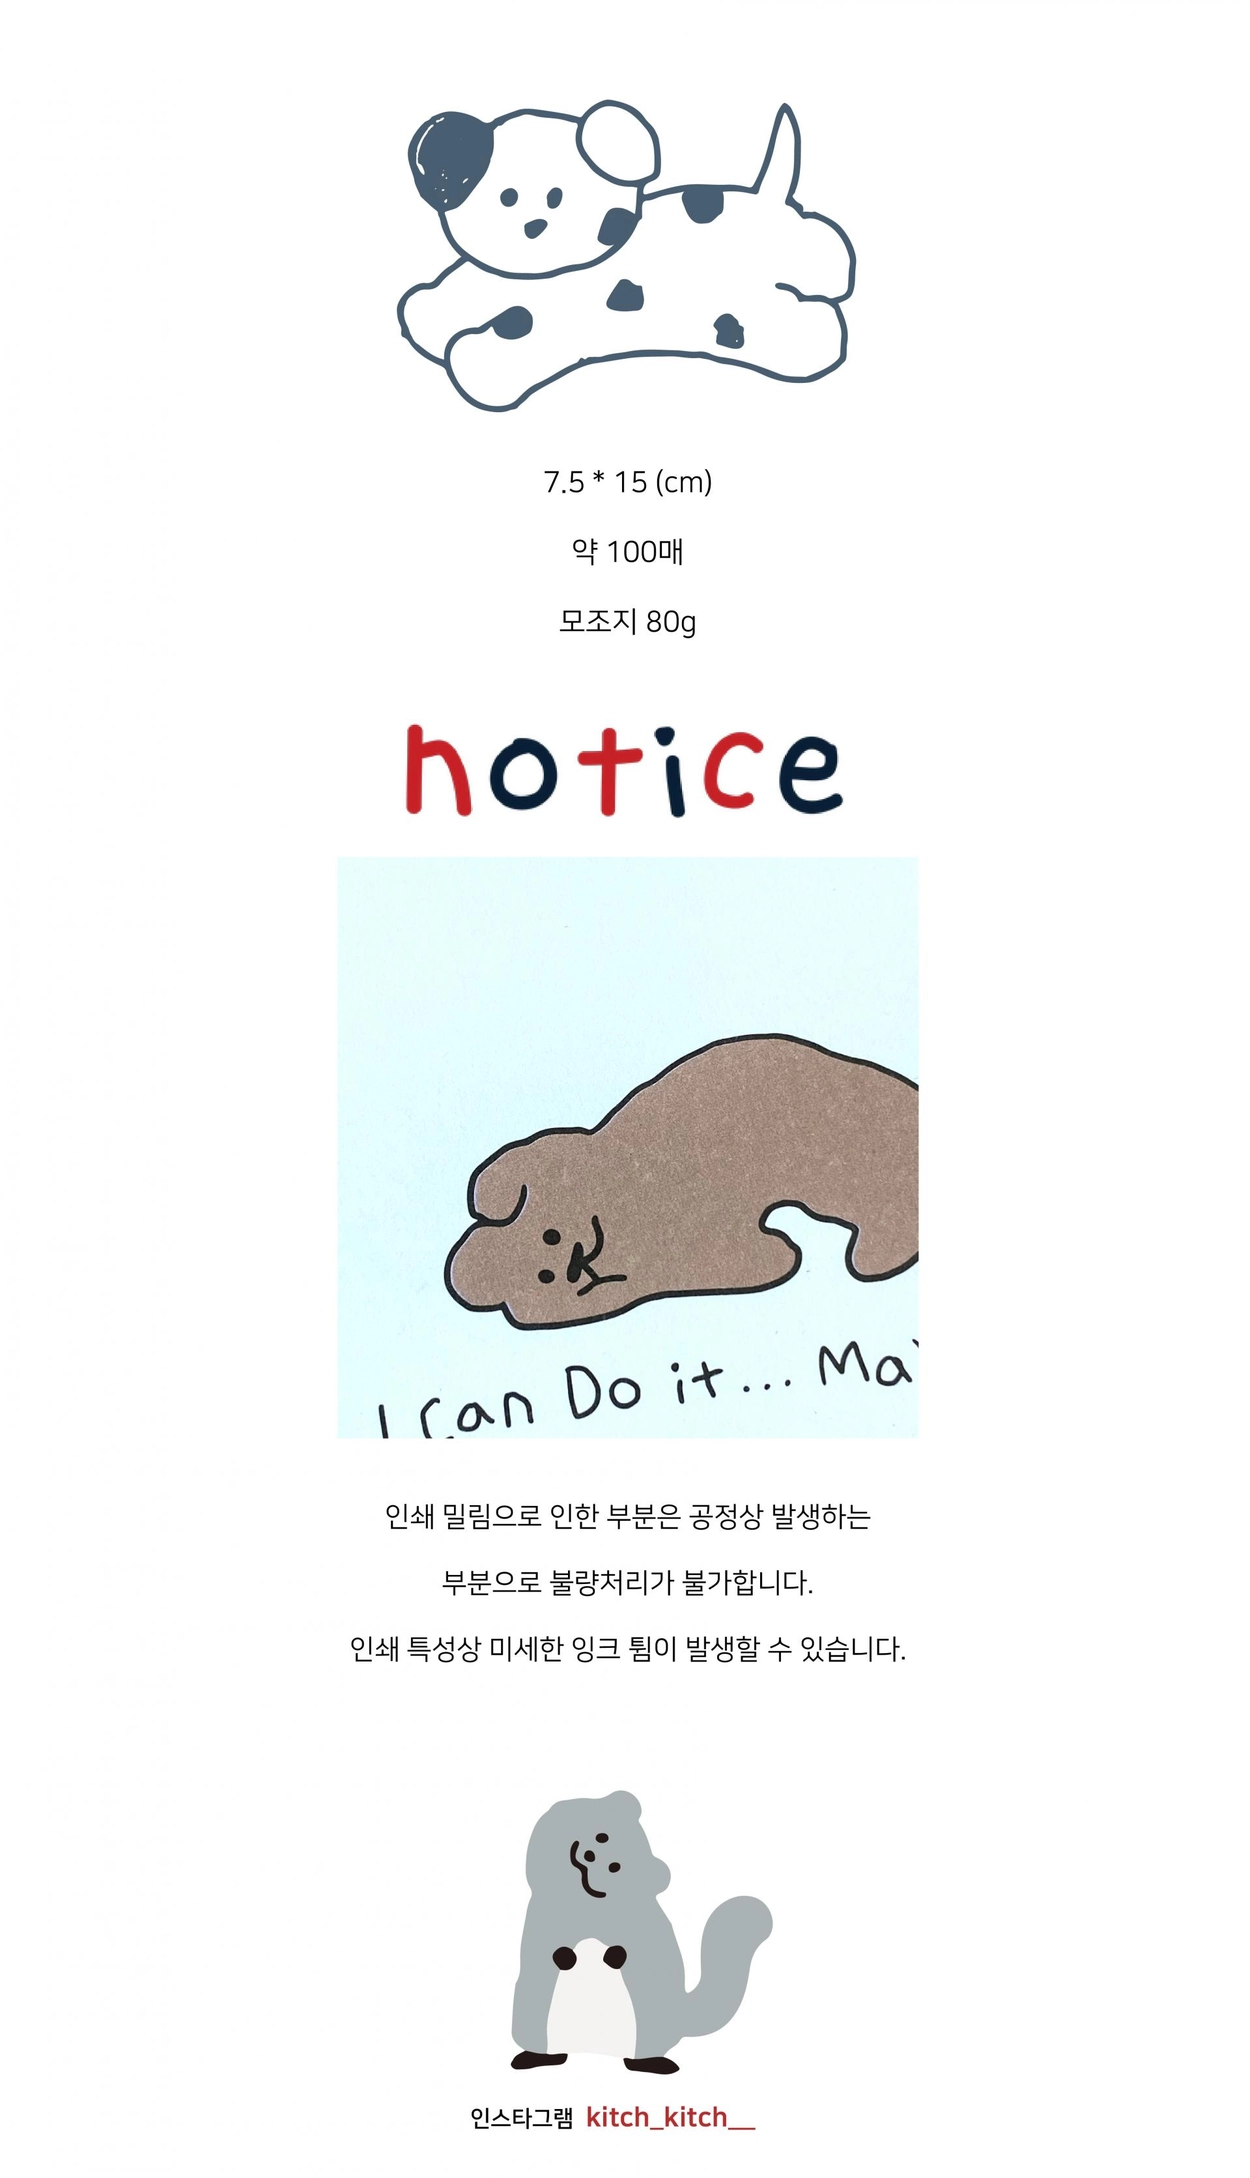 7.5 * 15 (cm)
약 100매
모조지 80g
notice
I Can Do it... Ma
인쇄 밀림으로 인한 부분은 공정상 발생하는
부분으로 불량처리가 불가합니다.
인쇄 특성상 미세한 잉크 튐이 발생할 수 있습니다.
인스타그램 kitch_kitch__